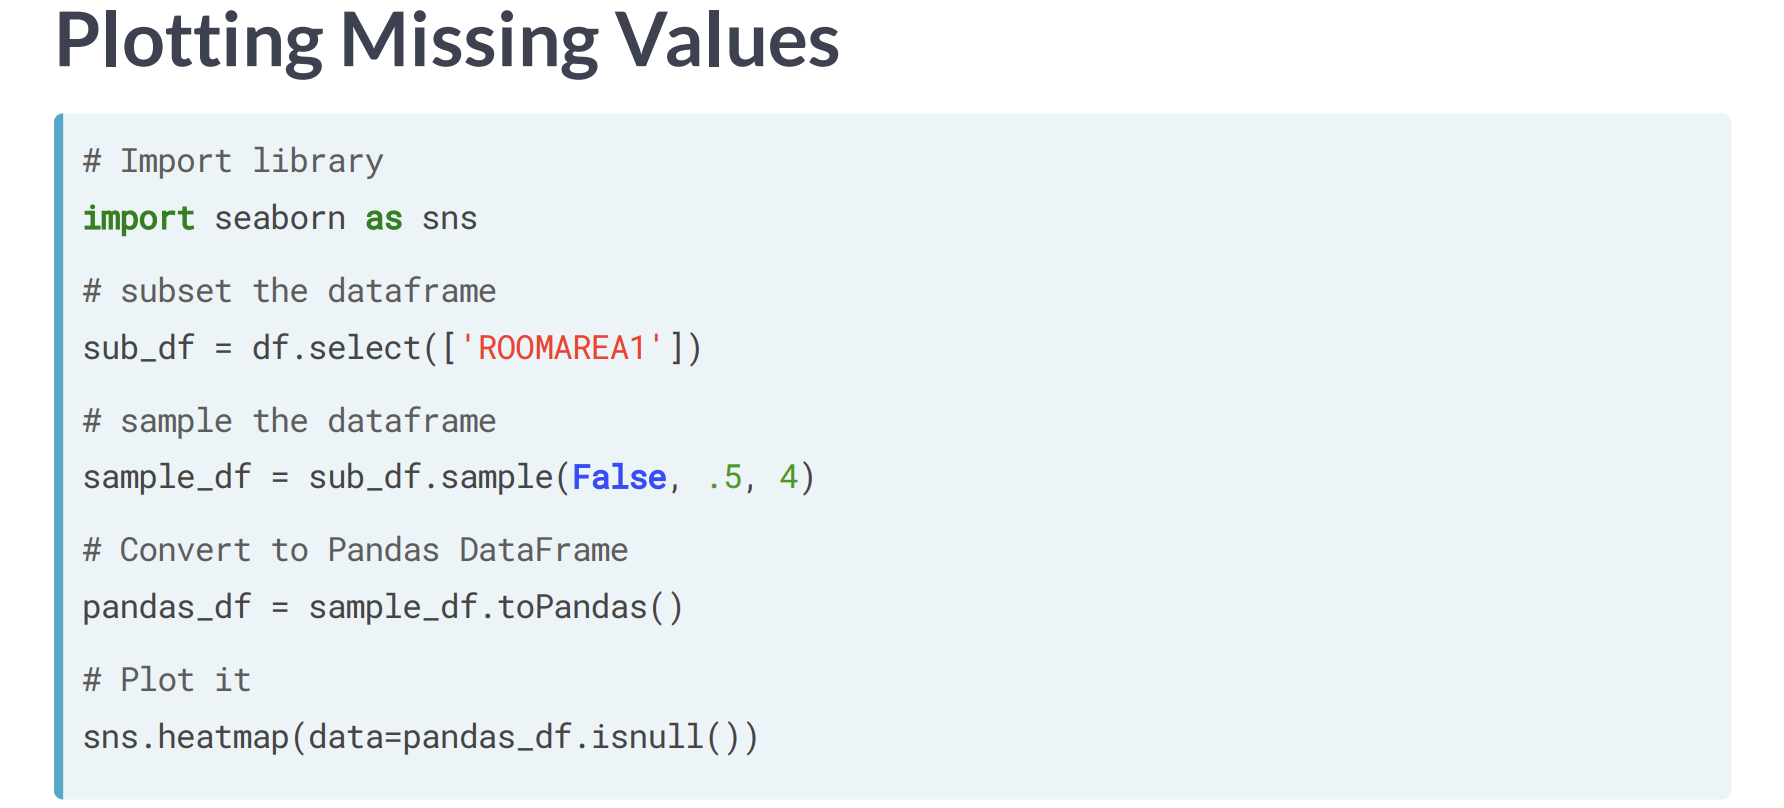 Plotting Missing Values
# Import library
import seaborn as sns
# subset the dataframe
sub_df = df.select(['ROOMAREA1'])
# sample the dataframe
sample_df = sub_df.sample(False, .5, 4)
# Convert to Pandas DataFrame
pandas_df = sample_df.toPandas()
# Plot it
sns.heatmap(data=pandas_df.isnull())